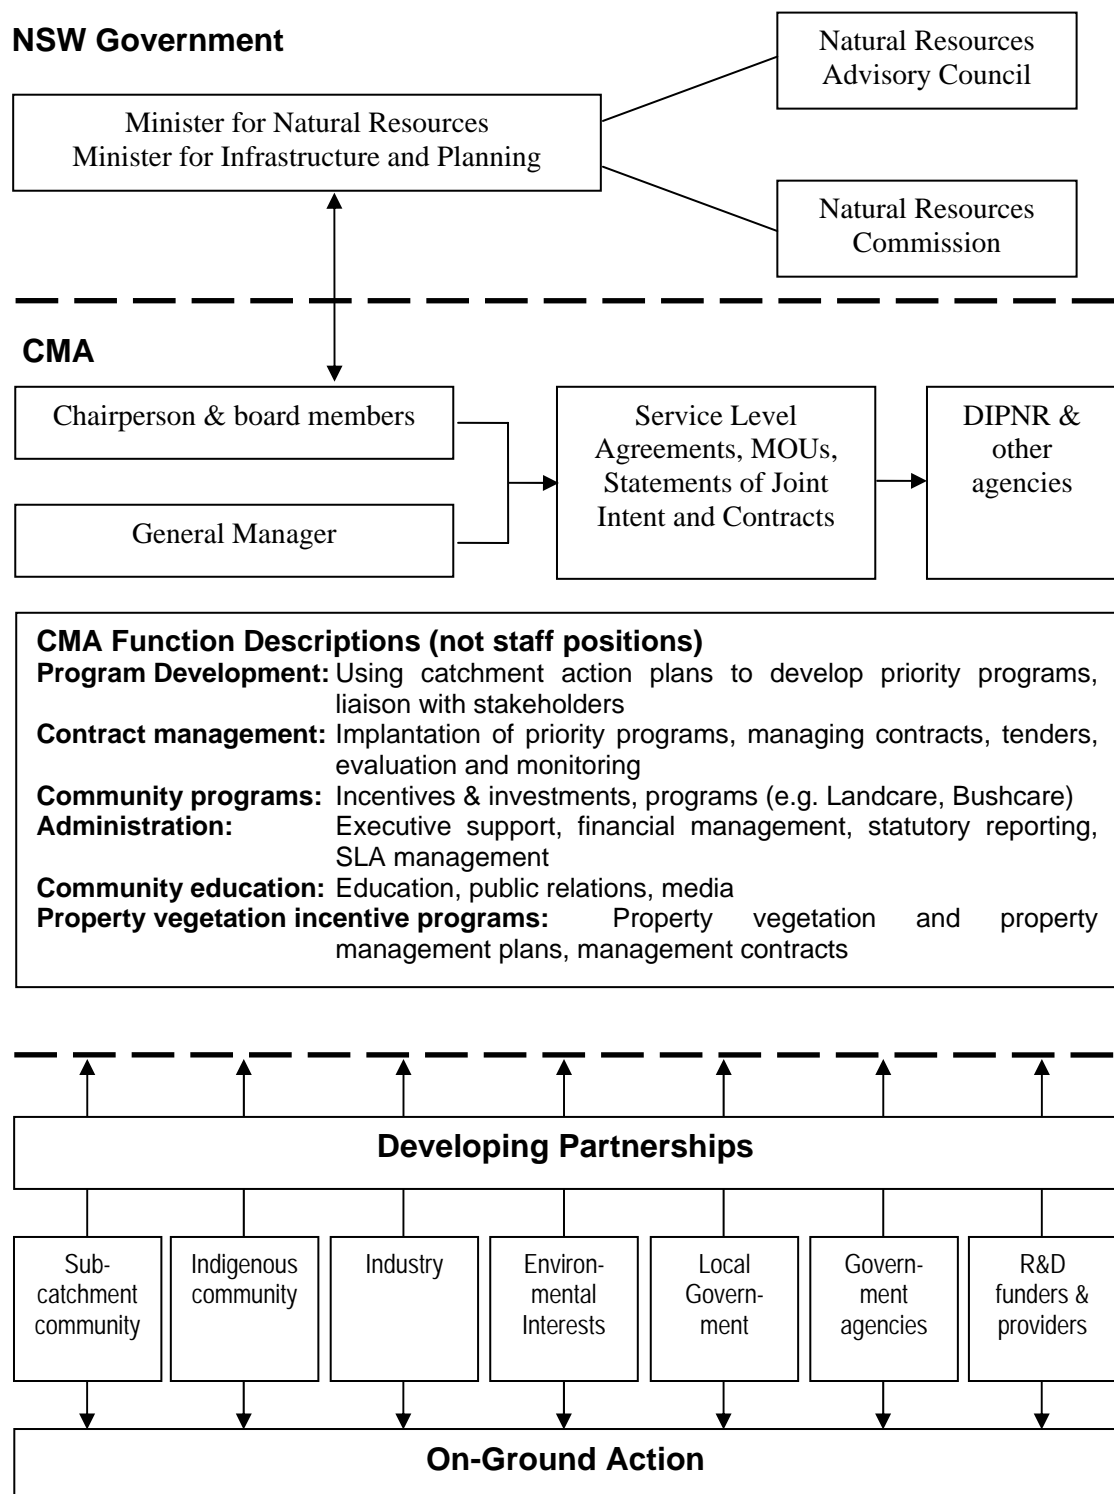 NSW Government
Natural Resources
Advisory Council
Minister for Natural Resources
Minister for Infrastructure and Planning
Natural Resources
Commission
CMA
Chairperson & board members
General Manager
Service Level
Agreements, MOUs,
Statements of Joint
Intent and Contracts
DIPNR &
other
agencies
CMA Function Descriptions (not staff positions)
Program Development: Using catchment action plans to develop priority programs,
liaison with stakeholders
Contract management: Implantation of priority programs, managing contracts, tenders,
evaluation and monitoring
Community programs: Incentives & investments, programs (e.g. Landcare, Bushcare)
Administration: Executive support, financial management, statutory reporting,
SLA management
Community education: Education, public relations, media
Property vegetation incentive programs: Property vegetation and property
management plans, management contracts
Developing Partnerships
Sub-
catchment
community
Indigenous
community
Industry
Environ-
mental
Interests
Local
Govern-
ment
Govern-
ment
agencies
R&D
funders &
providers
On-Ground Action